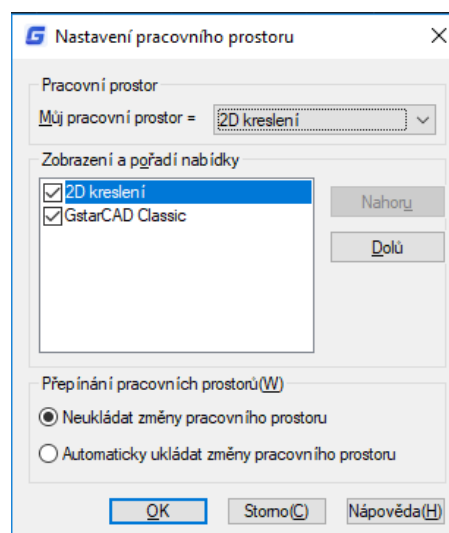 Nastavení pracovního prostoru
Pracovní prostor
Můj pracovní prostor =
2D kreslení
Zobrazení a pořadí nabídky
2D kreslení
GstarCAD Classic
Nahoru
Dolů
Přepínání pracovních prostorů(W)
Neukládat změny pracovního prostoru
Automaticky ukládat změny pracovního prostoru
OK
Storno(C)
Nápověda(H)